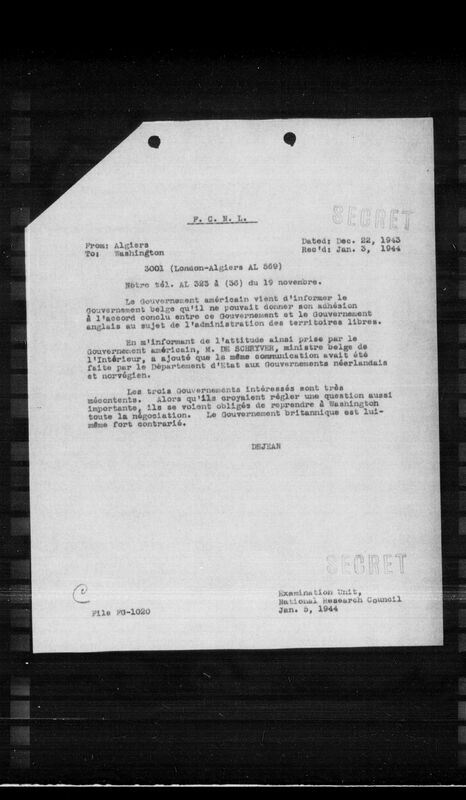 F. C. N. L.
SECRET
From: Algiers
To: Washington
Dated: Dec. 22, 1943
Rec'd: Jan. 3, 1944
3001 (London-Algiers AL 569)
Nôtre tél. AL 323 à (36) du 19 novembre.
Le Gouvernement américain vient d'informer le
Gouvernement belge qu'il ne pouvait donner son adhésion
à l'accord conclu entre ce Gouvernement et le Gouvernement
anglais au sujet de l'administration des territoires libres.
En m'informant de l'attitude ainsi prise par le
Gouvernement américain, M. DE SCHRYVER, ministre belge de
l'Intérieur, a ajouté que la même communication avait été
faite par le Département d'Etat aux Gouvernements néerlandais
et norvégien.
Les trois Gouvernements intéressés sont très
mécontents. Alors qu'ils croyaient régler une question aussi
importante, ils se voient obligés de reprendre à Washington
toute la négociation. Le Gouvernement britannique est lui-
même fort contrarié.
DEJEAN
SECRET
C
File FG-1020
Examination Unit,
National Research Council
Jan. 5, 1944